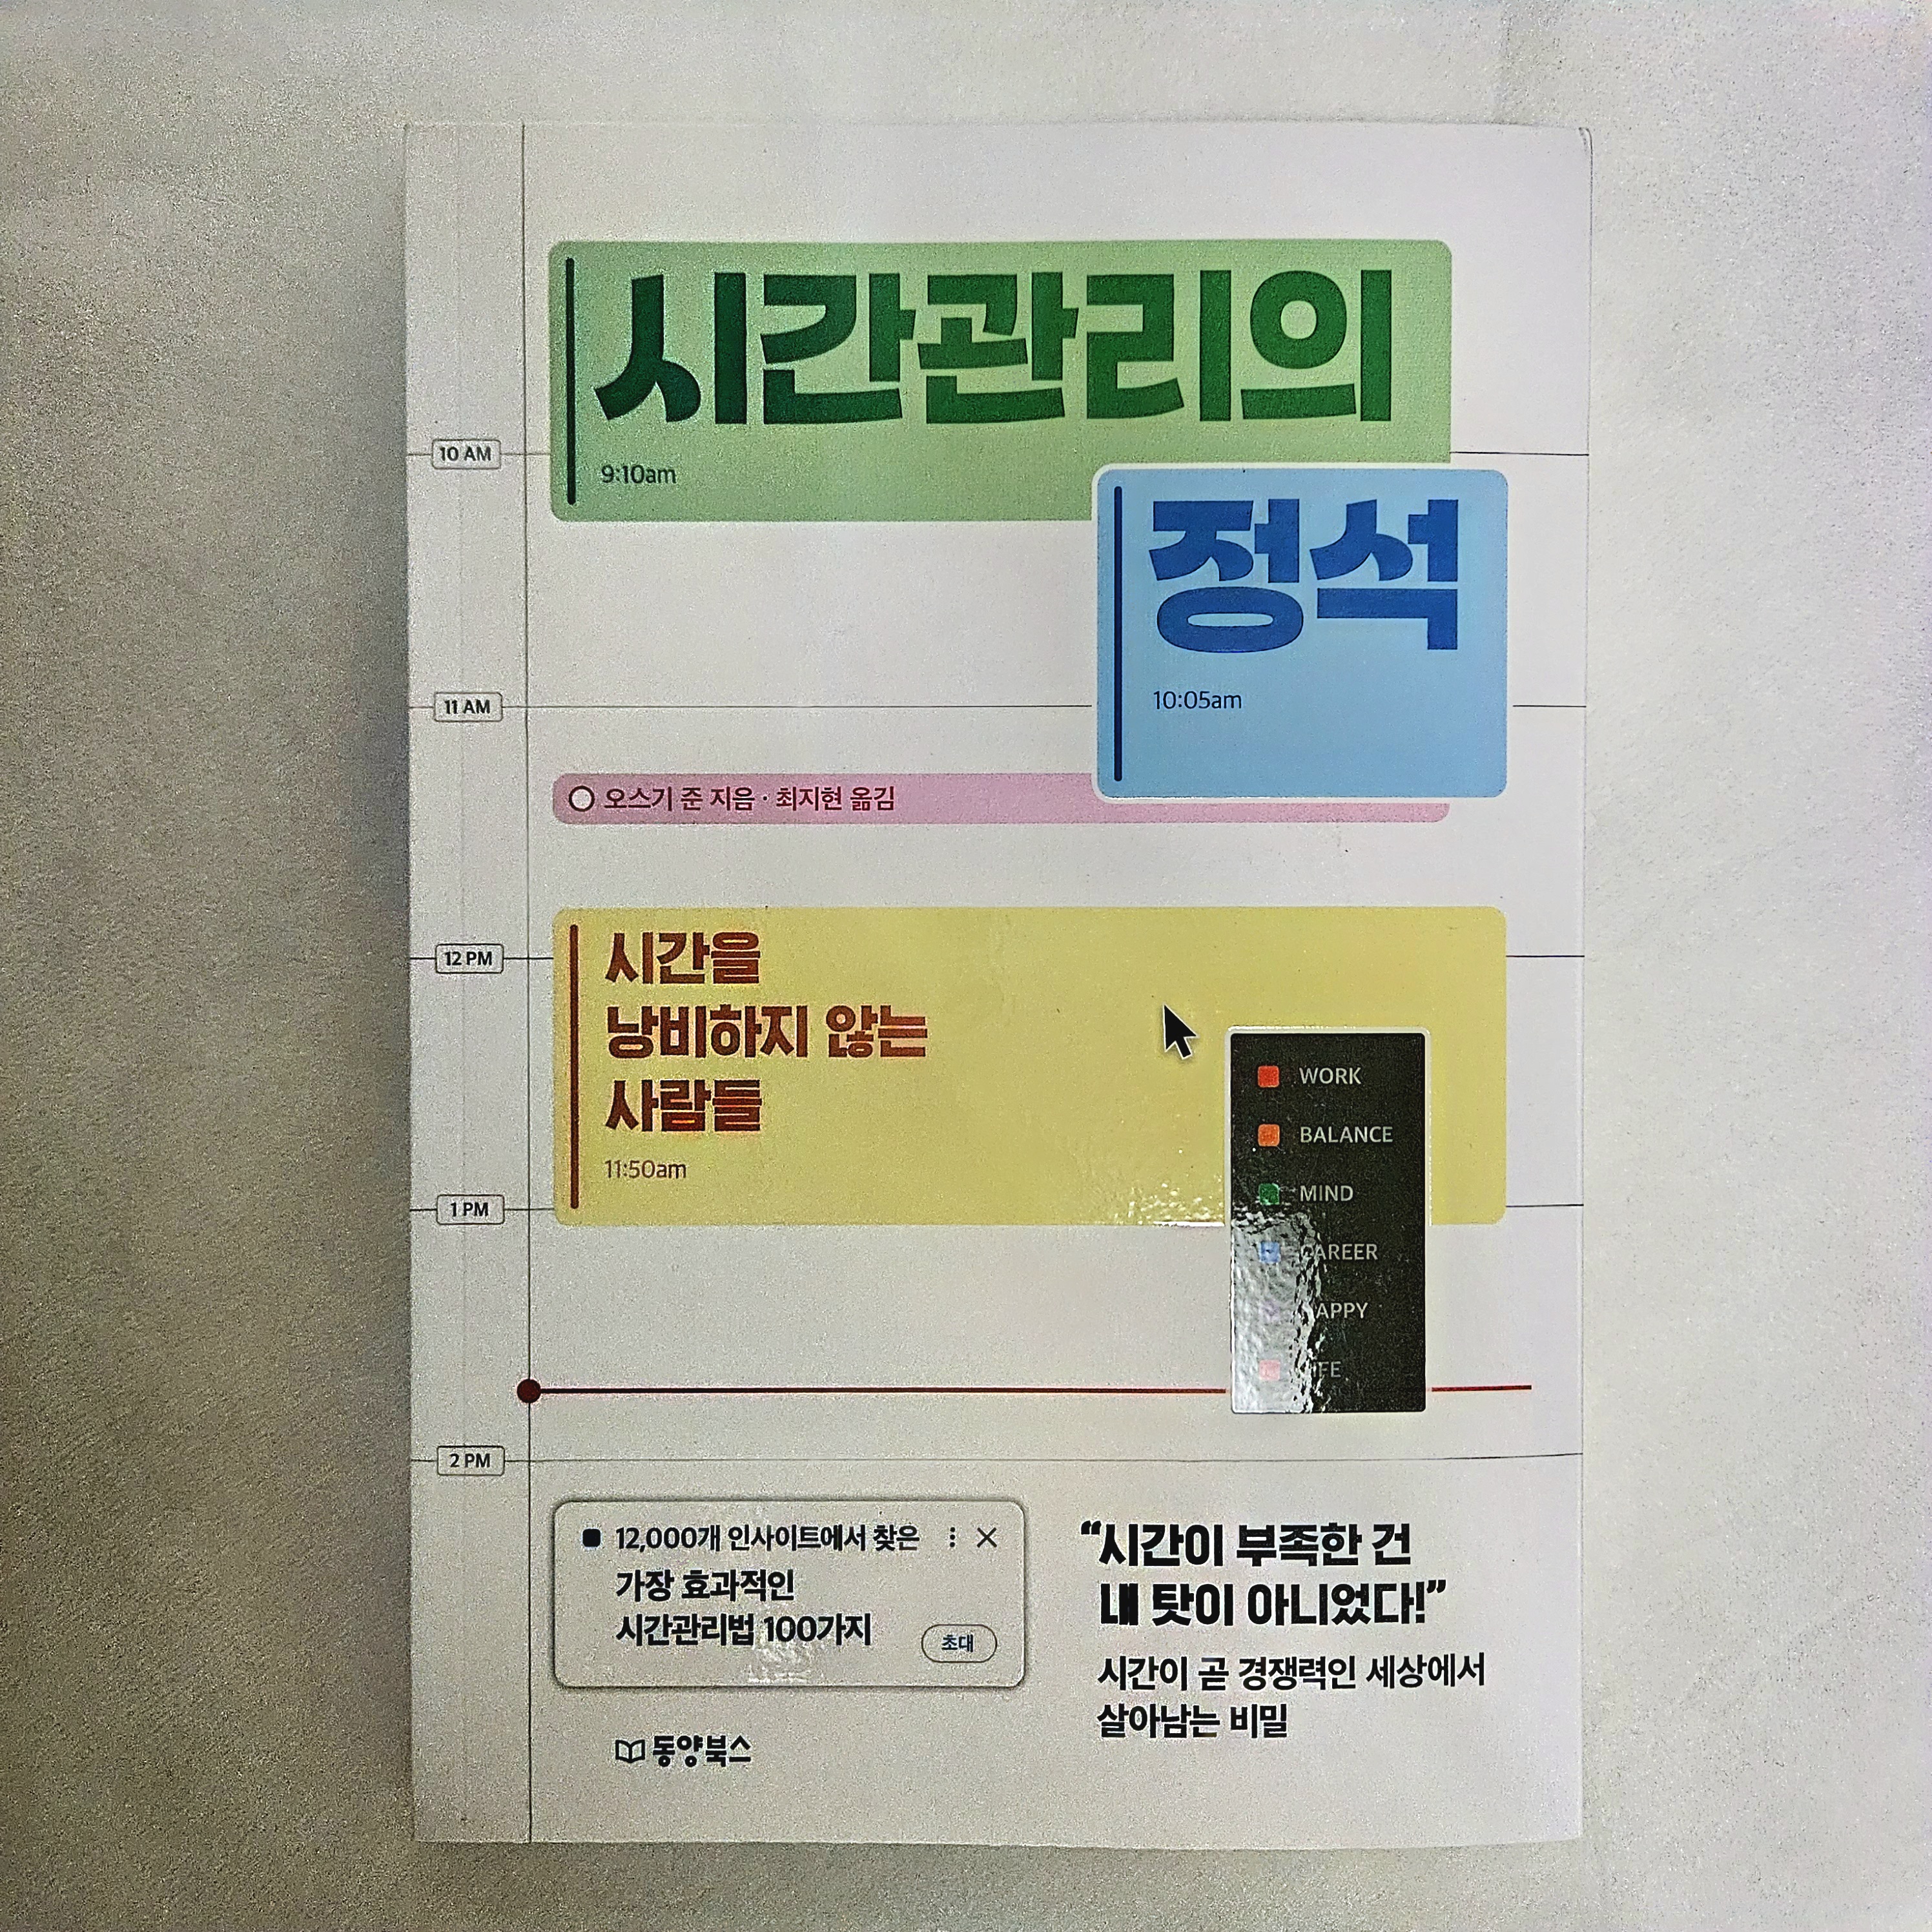 시간관리의
10 AM
9:10am
정석
11 AM
10:05am
오스기 준 지음 · 최지현 옮김
시간을
12 PM
낭비하지 않는
사람들
WORK
BALANCE
11:50am
MIND
1 PM
CAREER
2 PM
12,000개 인사이트에서 찾은
가장 효과적인
시간관리법 100가지
초대
“시간이 부족한 건
내 탓이 아니었다!”
시간이 곧 경쟁력인 세상에서
살아남는 비밀
동양북스